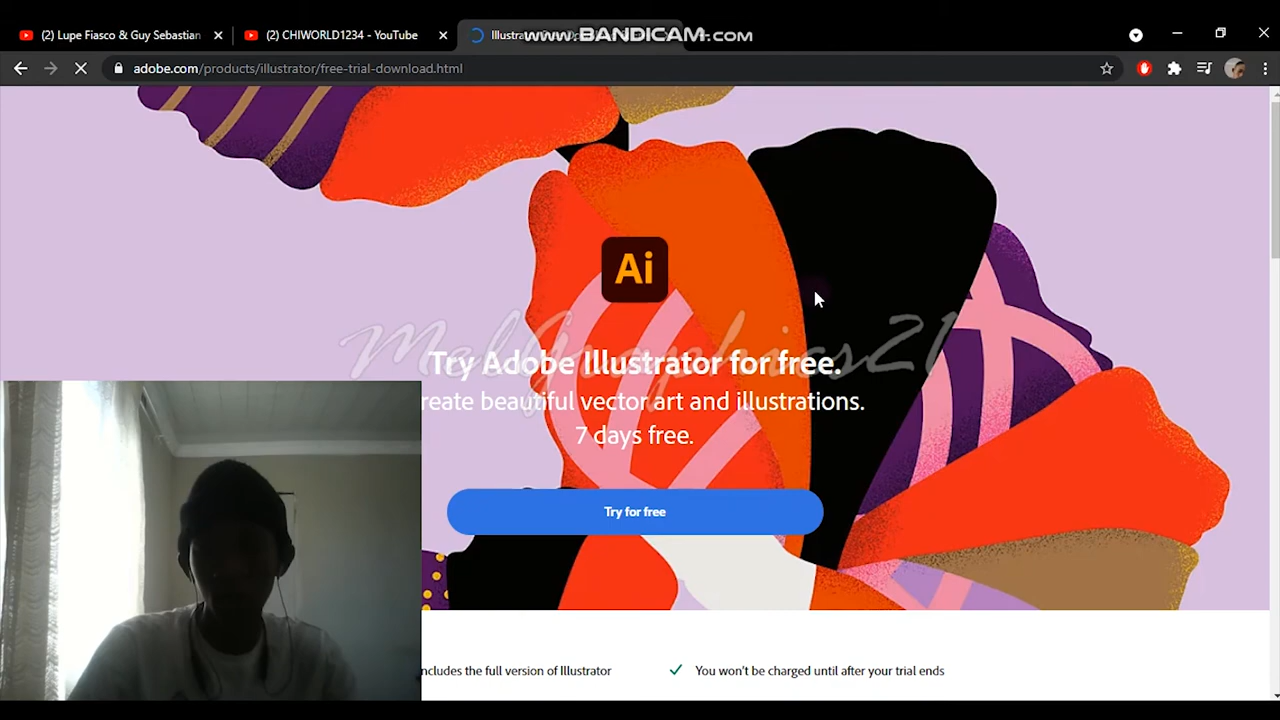 (2) Lupe Fiasco & Guy Sebastian
(2) CHIWORLD1234 - YouTube
www.BANDICAM.com
adobe.com/products/illustrator/free-trial-download.html
Ai
MelGraphics21
Try Adobe Illustrator for free.
reate beautiful vector art and illustrations.
7 days free.
Try for free
ncludes the full version of Illustrator
You won't be charged until after your trial ends